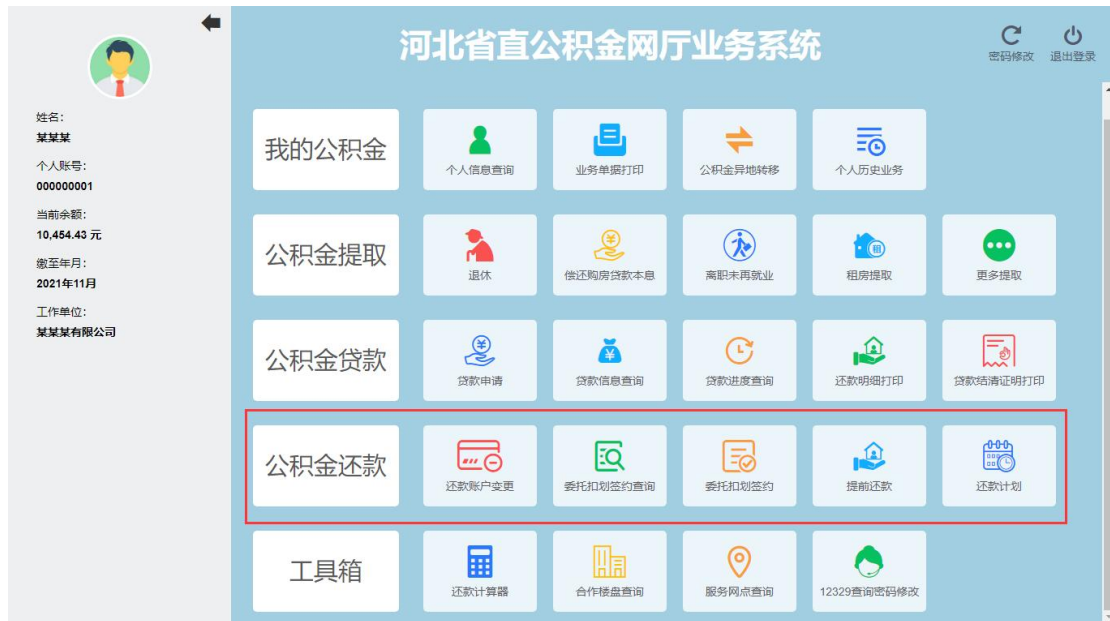 河北省直公积金网厅业务系统
密码修改
退出登录
姓名：
某某某
个人账号：
000000001
当前余额：
10,454.43 元
缴至年月：
2021年11月
工作单位：
某某某有限公司
我的公积金
个人信息查询
业务单据打印
公积金异地转移
个人历史业务
公积金提取
退休
偿还购房贷款本息
离职未再就业
租房提取
更多提取
公积金贷款
贷款申请
贷款信息查询
贷款进度查询
还款明细打印
贷款结清证明打印
公积金还款
还款账户变更
委托扣划签约查询
委托扣划签约
提前还款
还款计划
工具箱
还款计算器
合作楼盘查询
服务网点查询
12329查询密码修改